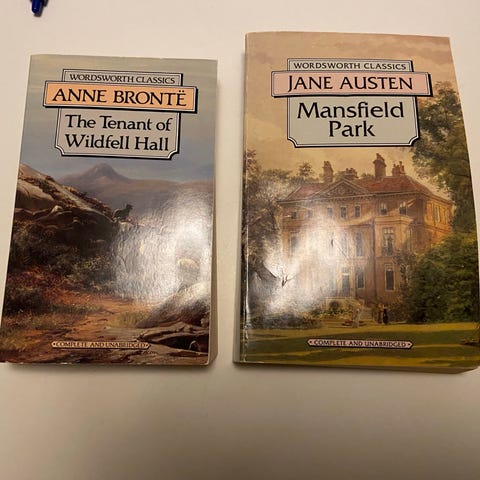 WORDSWORTH CLASSICS
ANNE BRONTË
The Tenant of
Wildfell Hall
COMPLETE AND UNABRIDGED
WORDSWORTH CLASSICS
JANE AUSTEN
Mansfield
Park
COMPLETE AND UNABRIDGED